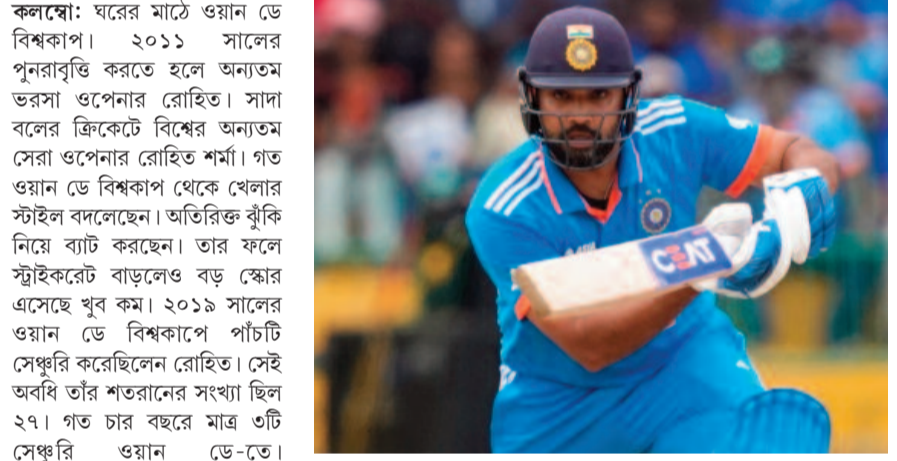 কলম্বো: ঘরের মাঠে ওয়ান ডে
বিশ্বকাপ। ২০১১ সালের
পুনরাবৃত্তি করতে হলে অন্যতম
ভরসা ওপেনার রোহিত। সাদা
বলের ক্রিকেটে বিশ্বের অন্যতম
সেরা ওপেনার রোহিত শর্মা। গত
ওয়ান ডে বিশ্বকাপ থেকে খেলার
স্টাইল বদলেছেন। অতিরিক্ত ঝুঁকি
নিয়ে ব্যাট করছেন। তার ফলে
স্ট্রাইকরেট বাড়লেও বড় স্কোর
এসেছে খুব কম। ২০১৯ সালের
ওয়ান ডে বিশ্বকাপে পাঁচটি
সেঞ্চুরি করেছিলেন রোহিত। সেই
অবধি তাঁর শতরানের সংখ্যা ছিল
২৭। গত চার বছরে মাত্র ৩টি
সেঞ্চুরি ওয়ান ডে-তে।
CEAT